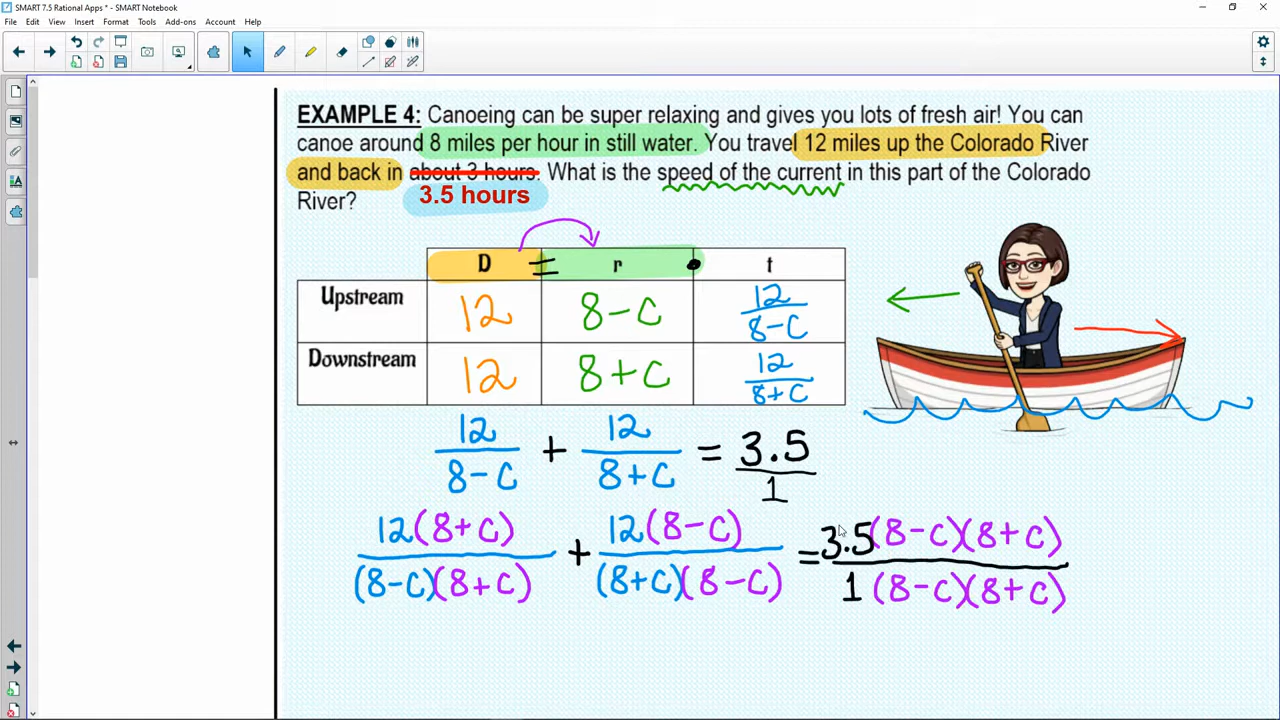 SMART 7.5 Rational Apps * - SMART Notebook
File Edit View Insert Format Tools Add-ons Account Help
EXAMPLE 4: Canoeing can be super relaxing and gives you lots of fresh air! You can
canoe around 8 miles per hour in still water. You travel 12 miles up the Colorado River
and back in about 3 hours. What is the speed of the current in this part of the Colorado
River? 3.5 hours
D = r • t
Upstream 12 8-C 12/8-C
Downstream 12 8+C 12/8+C
12/8-C + 12/8+C = 3.5/1
12(8+C)/(8-C)(8+C) + 12(8-C)/(8+C)(8-C) = 3.5(8-C)(8+C)/1(8-C)(8+C)